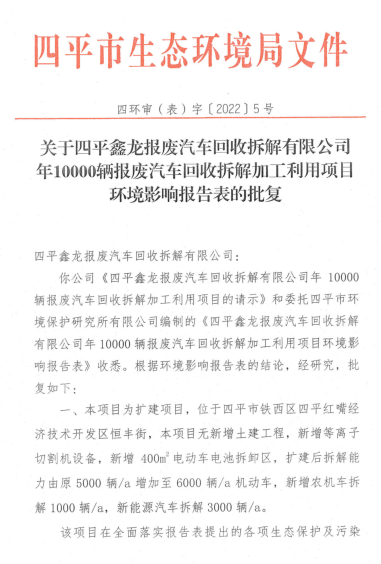 四平市生态环境局文件
四环审（表）字〔2022〕5号
关于四平鑫龙报废汽车回收拆解有限公司
年10000辆报废汽车回收拆解加工利用项目
环境影响报告表的批复
四平鑫龙报废汽车回收拆解有限公司：
你公司《四平鑫龙报废汽车回收拆解有限公司年 10000
辆报废汽车回收拆解加工利用项目的请示》和委托四平市环
境保护研究所有限公司编制的《四平鑫龙报废汽车回收拆解
有限公司年 10000 辆报废汽车回收拆解加工利用项目环境影
响报告表》收悉。根据环境影响报告表的结论，经研究，批
复如下：
一、本项目为扩建项目，位于四平市铁西区四平红嘴经
济技术开发区恒丰街，本项目无新增土建工程，新增等离子
切割机设备，新增 400m²电动车电池拆卸区，扩建后拆解能
力由原 5000 辆/a 增加至 6000 辆/a 机动车，新增农机车拆
解 1000 辆/a，新能源汽车拆解 3000 辆/a。
该项目在全面落实报告表提出的各项生态保护及污染